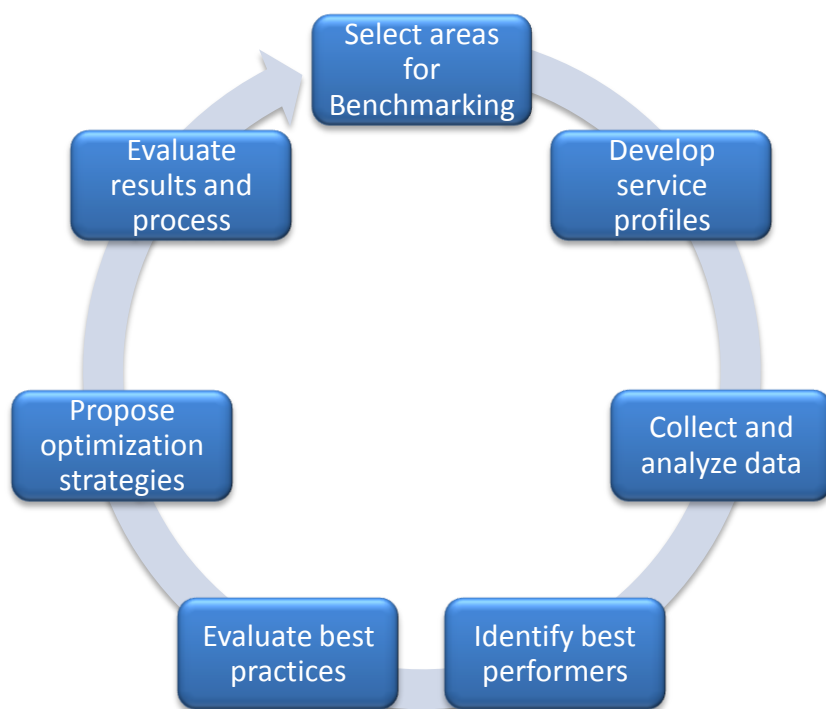 Select areas
for
Benchmarking
Develop
service
profiles
Collect and
analyze data
Identify best
performers
Evaluate best
practices
Propose
optimization
strategies
Evaluate
results and
process